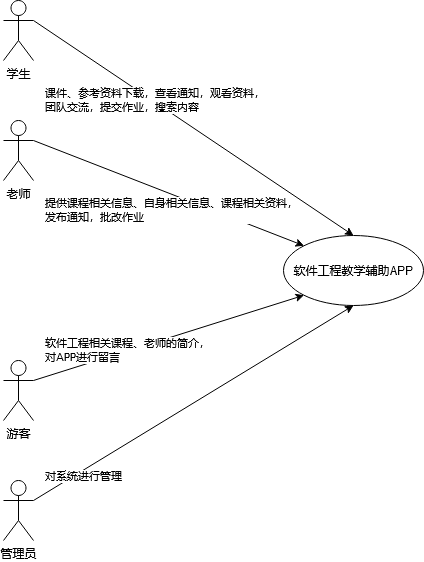 学生
课件、参考资料下载，查看通知，观看资料，
团队交流，提交作业，搜索内容
老师
提供课程相关信息、自身相关信息、课程相关资料，
发布通知，批改作业
软件工程教学辅助APP
软件工程相关课程、老师的简介，
对APP进行留言
游客
对系统进行管理
管理员